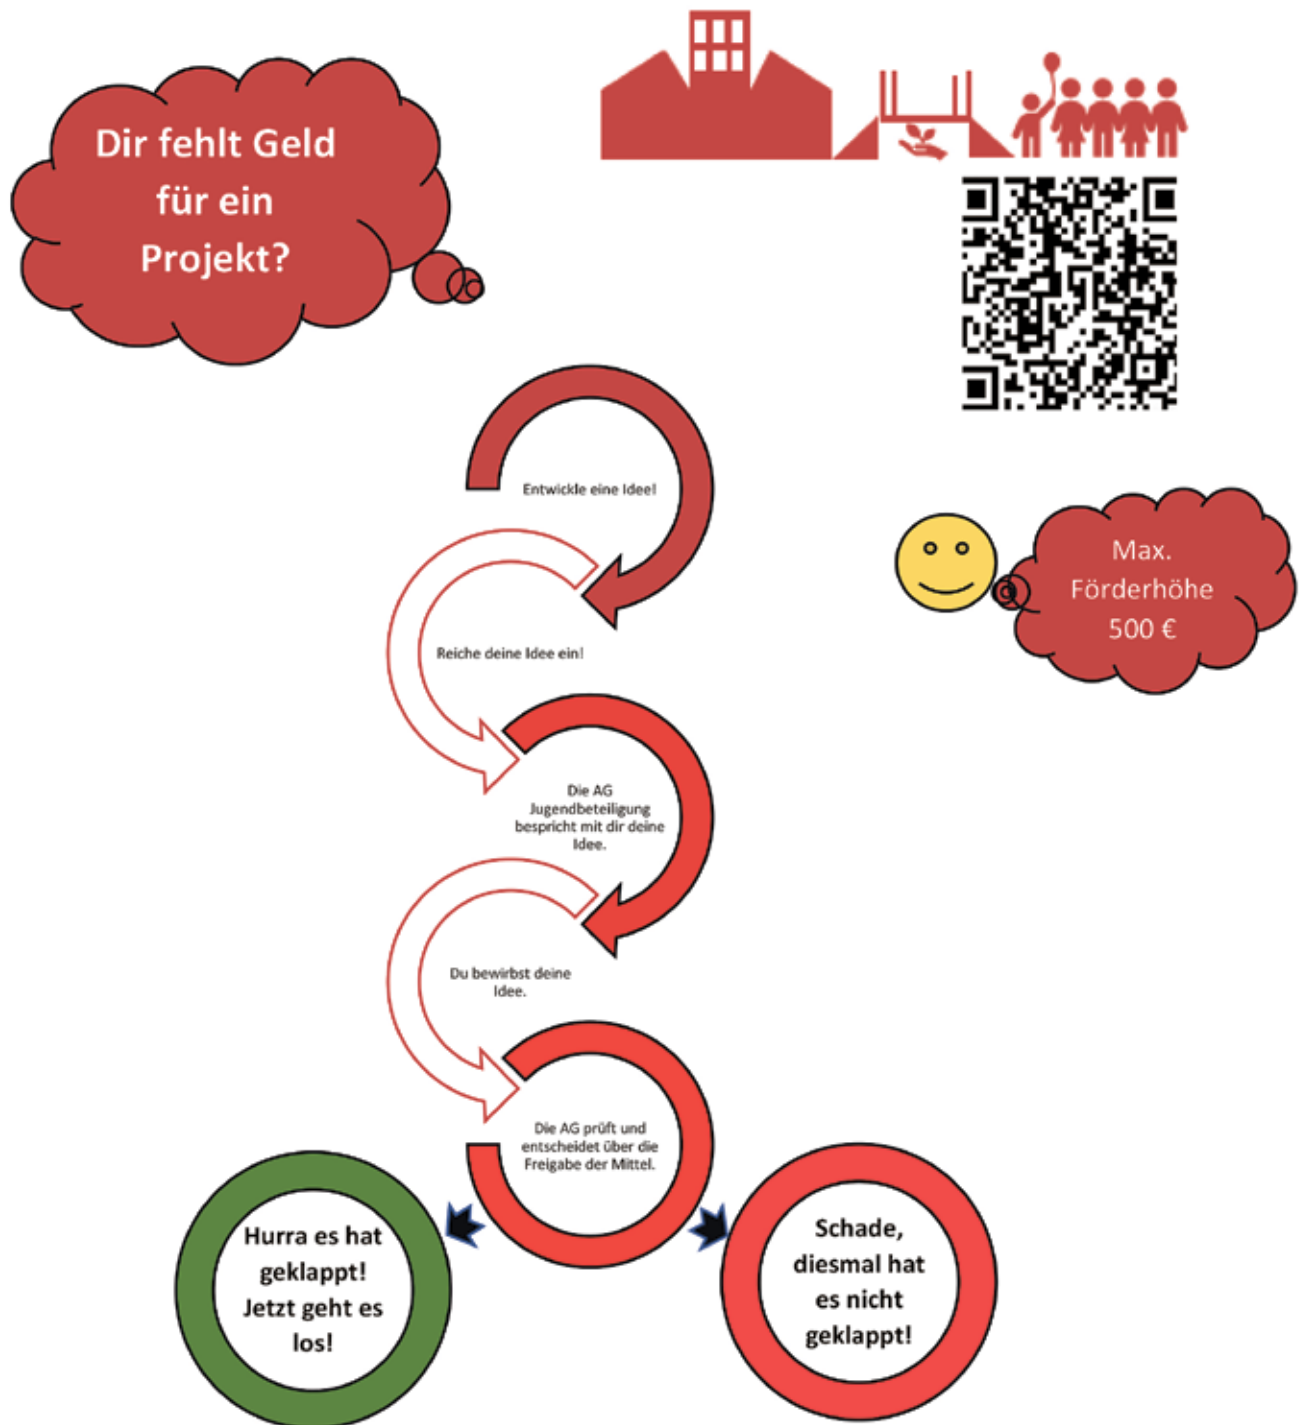 Dir fehlt Geld
für ein
Projekt?
Entwickle eine Idee!
Max.
Förderhöhe
500 €
Reiche deine Idee ein!
Die AG
Jugendbeteiligung
bespricht mit dir deine
Idee.
Du bewirbst deine
Idee.
Die AG prüft und
entscheidet über die
Freigabe der Mittel.
Hurra es hat
geklappt!
Jetzt geht es
los!
Schade,
diesmal hat
es nicht
geklappt!